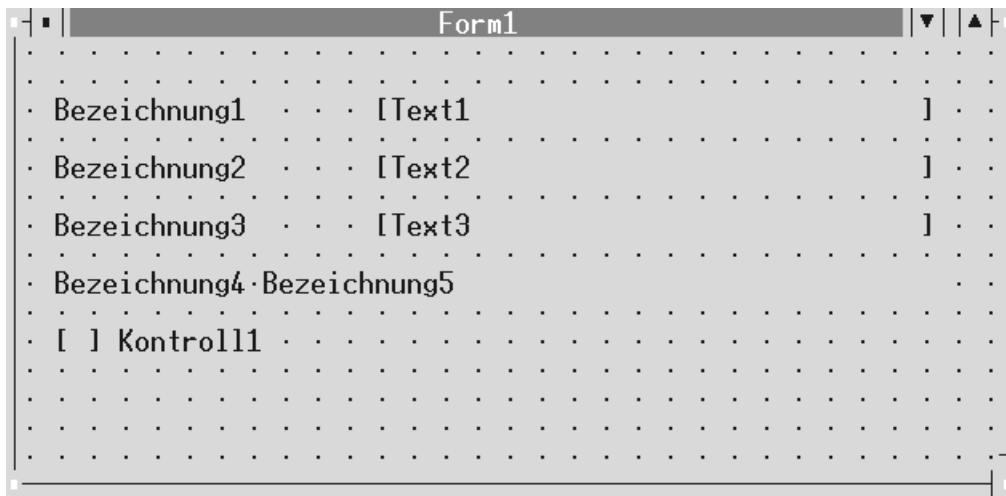 Form1
Bezeichnung1 [Text1 ]
Bezeichnung2 [Text2 ]
Bezeichnung3 [Text3 ]
Bezeichnung4 Bezeichnung5
[ ] Kontroll1